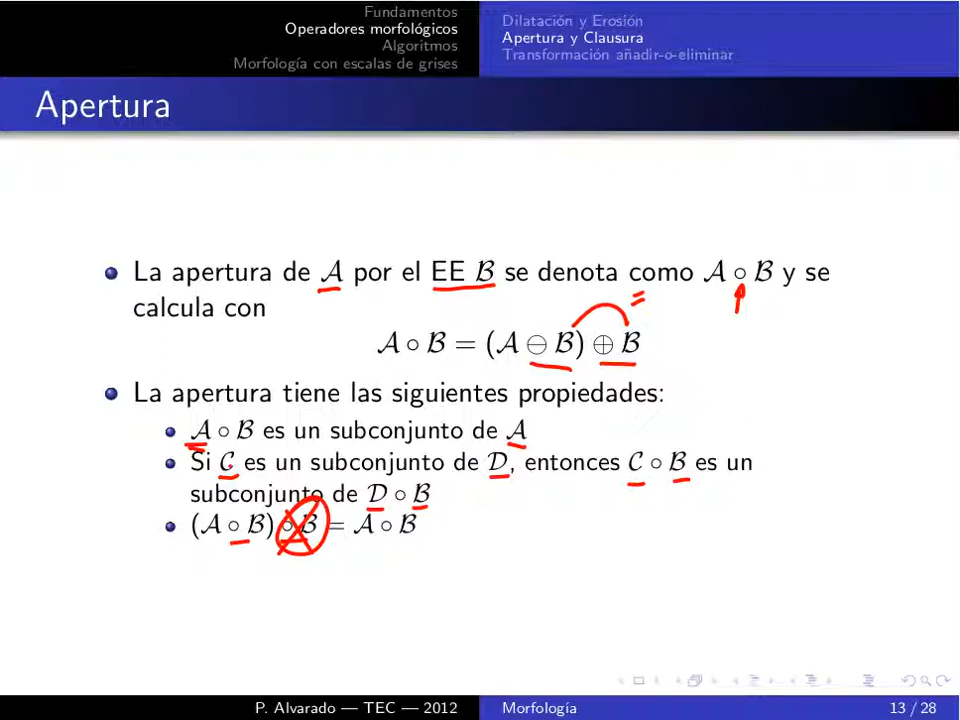 Fundamentos
Operadores morfológicos
Algoritmos
Morfología con escalas de grises
Dilatación y Erosión
Apertura y Clausura
Transformación añadir-o-eliminar
Apertura
La apertura de 𝒜 por el EE ℬ se denota como 𝒜 ∘ ℬ y se
calcula con
𝒜 ∘ ℬ = (𝒜 ⊖ ℬ) ⊕ ℬ
La apertura tiene las siguientes propiedades:
𝒜 ∘ ℬ es un subconjunto de 𝒜
Si 𝒞 es un subconjunto de 𝒟, entonces 𝒞 ∘ ℬ es un
subconjunto de 𝒟 ∘ ℬ
(𝒜 ∘ ℬ) ∘ ℬ = 𝒜 ∘ ℬ
P. Alvarado — TEC — 2012
Morfología
13 / 28